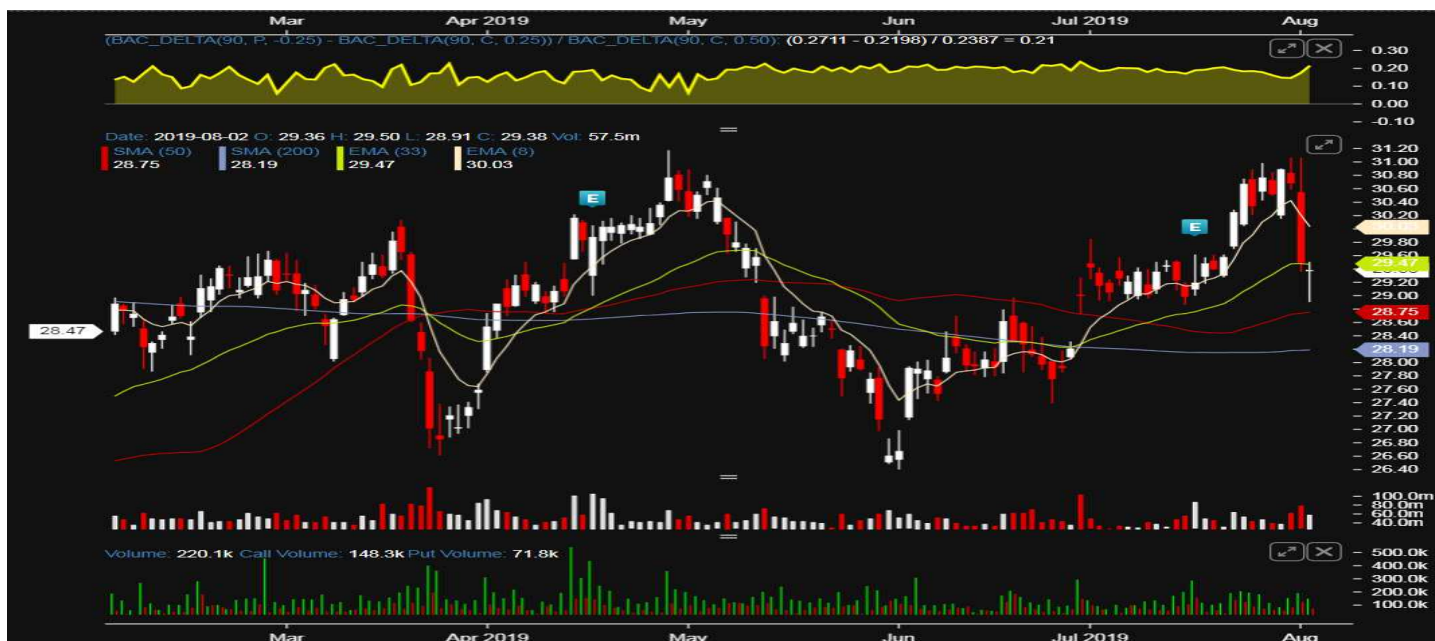 Mar Apr 2019 May Jun Jul 2019 Aug
(BAC_DELTA(90, P, -0.25) - BAC_DELTA(90, C, 0.25)) / BAC_DELTA(90, C, 0.50): (0.2711 - 0.2198) / 0.2387 = 0.21
0.30
0.20
0.10
0.00
-0.10
Date: 2019-08-02 O: 29.36 H: 29.50 L: 28.91 C: 29.38 Vol: 57.5m
SMA (50) SMA (200) EMA (33) EMA (8)
28.75 28.19 29.47 30.03
31.20
31.00
30.80
30.60
30.40
E
30.20
E
29.80
29.60
29.47
29.20
29.00
28.75
28.60
28.47
28.40
28.19
28.00
27.80
27.60
27.40
27.20
27.00
26.80
26.60
26.40
100.0m
80.0m
60.0m
40.0m
Volume: 220.1k Call Volume: 148.3k Put Volume: 71.8k
500.0k
400.0k
300.0k
200.0k
100.0k
Mar Apr 2019 May Jun Jul 2019 Aug